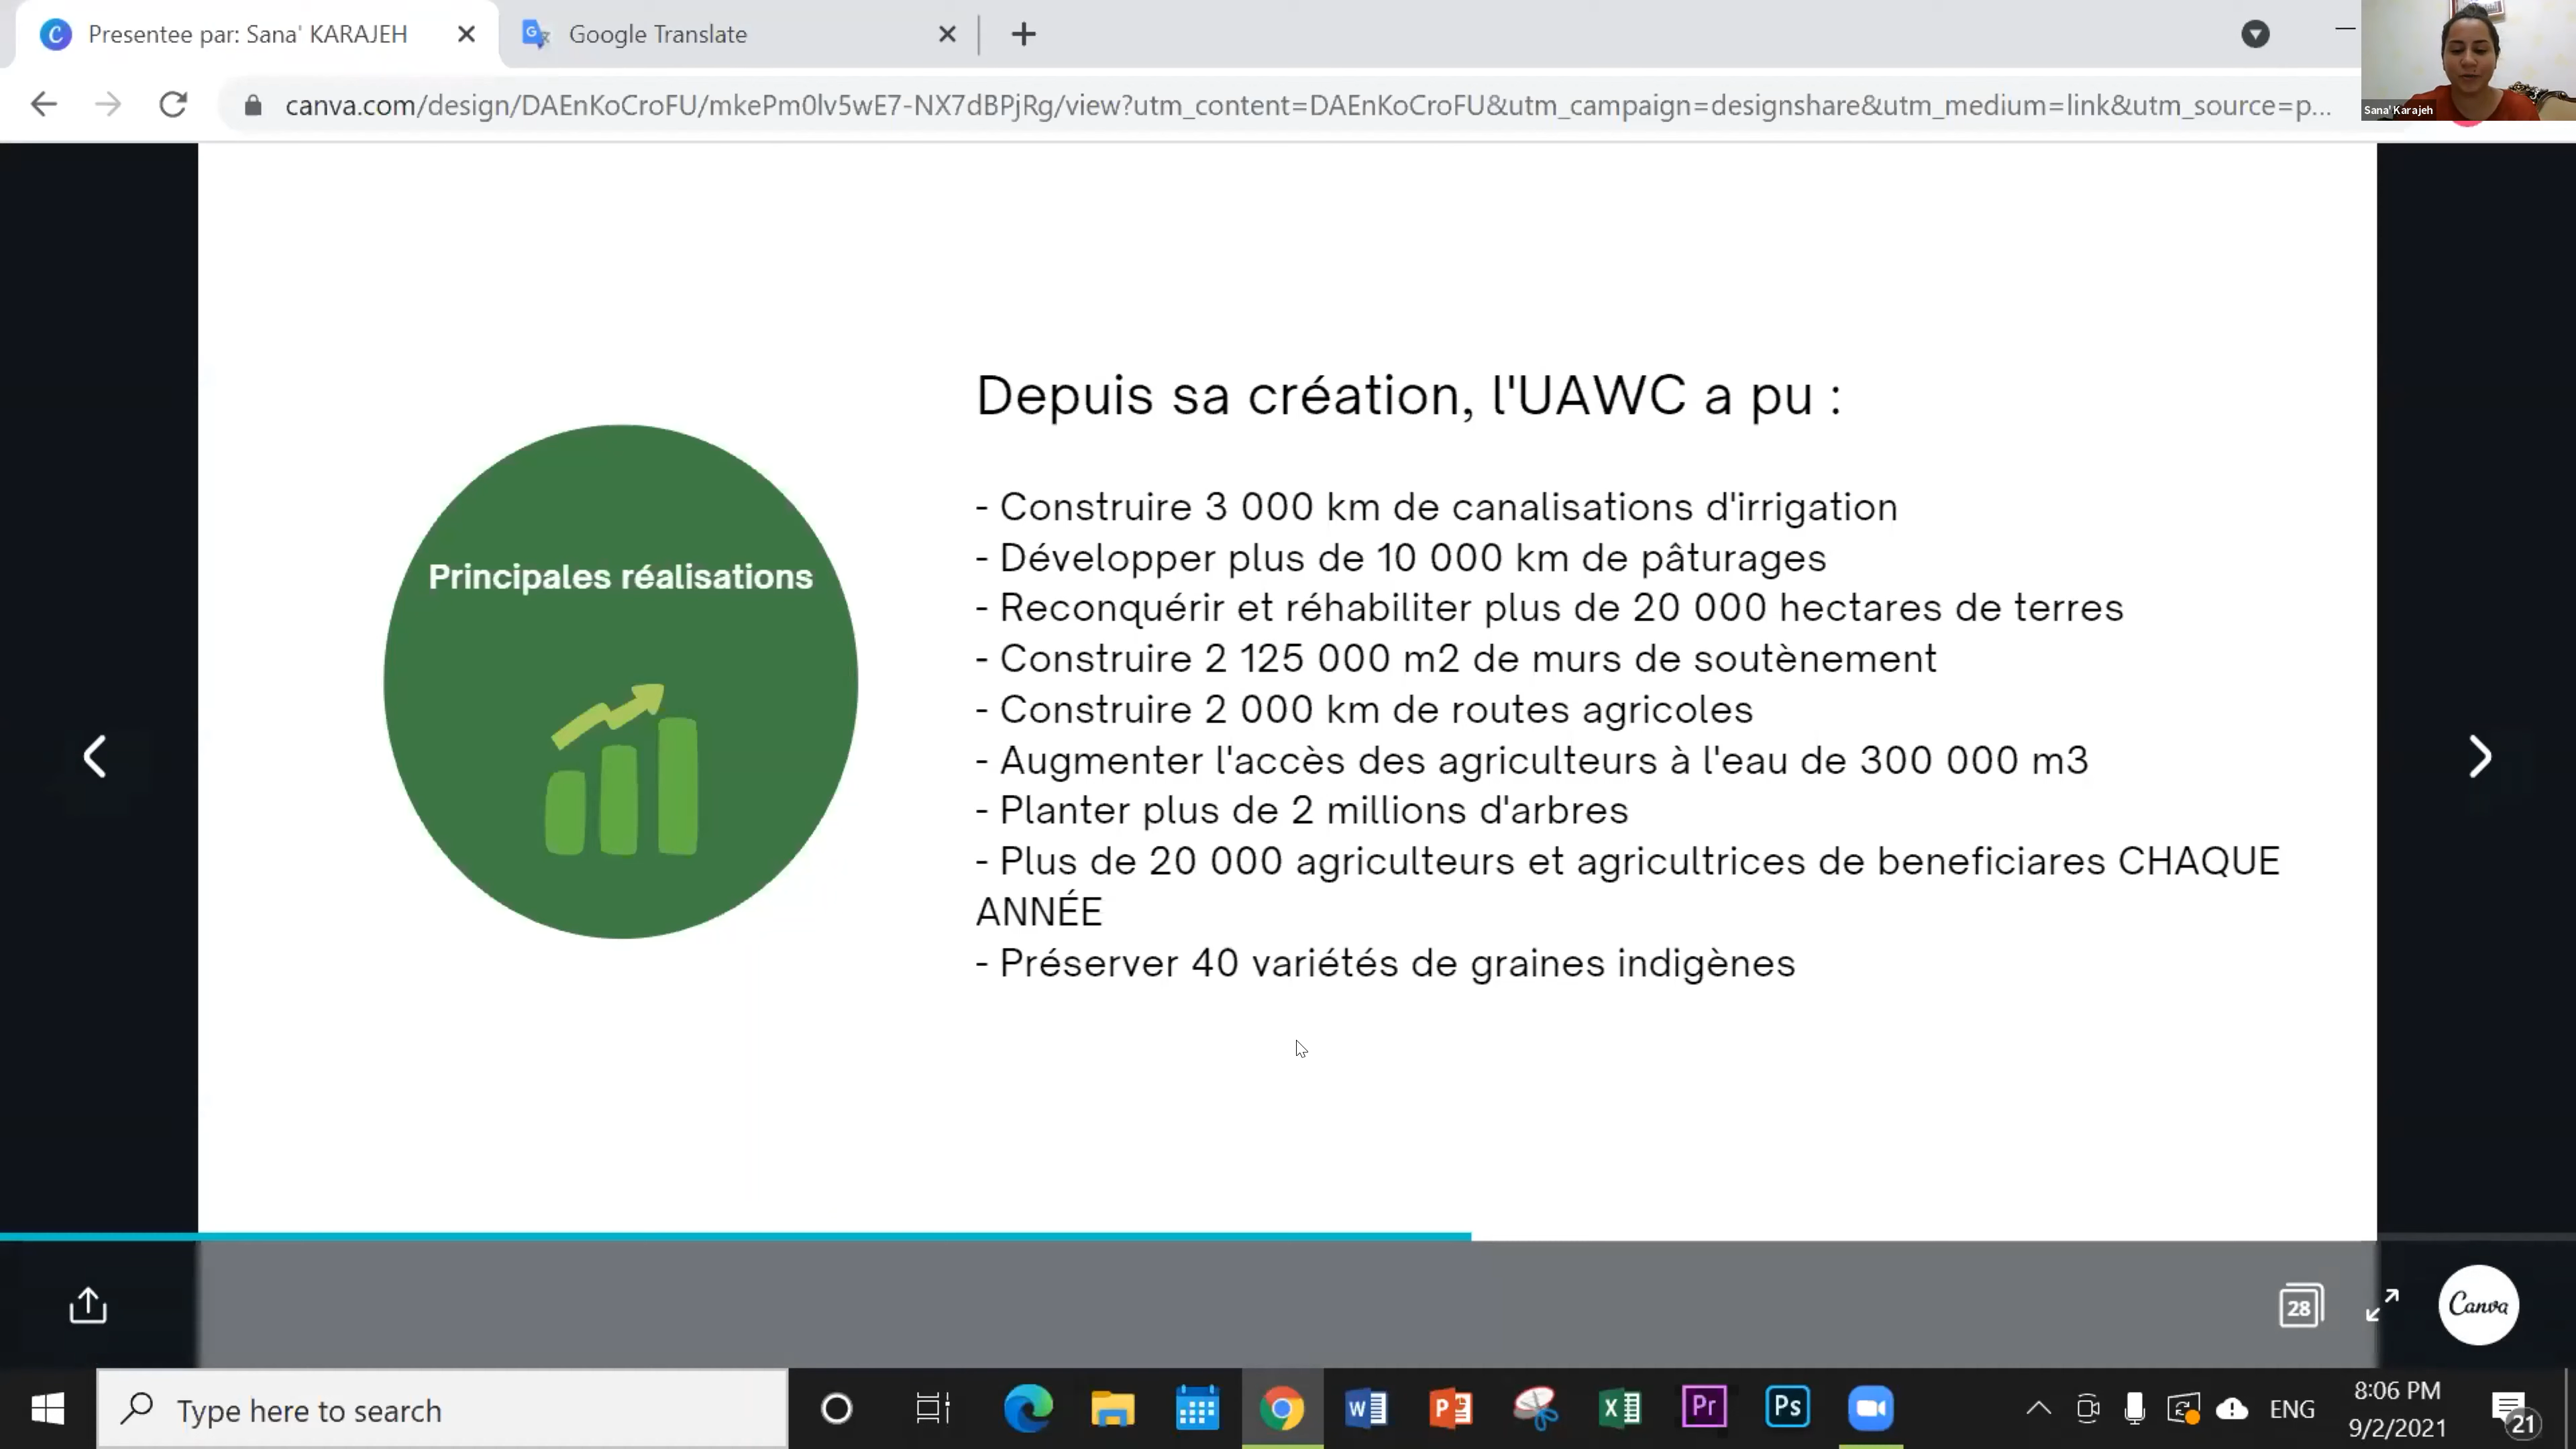 Presentee par: Sana' KARAJEH
Google Translate
canva.com/design/DAEnKoCroFU/mkePm0lv5wE7-NX7dBPjRg/view?utm_content=DAEnKoCroFU&utm_campaign=designshare&utm_medium=link&utm_source=p...
Sana' Karajeh
Depuis sa création, l'UAWC a pu :
Principales réalisations
- Construire 3 000 km de canalisations d'irrigation
- Développer plus de 10 000 km de pâturages
- Reconquérir et réhabiliter plus de 20 000 hectares de terres
- Construire 2 125 000 m2 de murs de soutènement
- Construire 2 000 km de routes agricoles
- Augmenter l'accès des agriculteurs à l'eau de 300 000 m3
- Planter plus de 2 millions d'arbres
- Plus de 20 000 agriculteurs et agricultrices de beneficiares CHAQUE
ANNÉE
- Préserver 40 variétés de graines indigènes
28
Canva
Type here to search
Pr
Ps
ENG
8:06 PM
9/2/2021
21